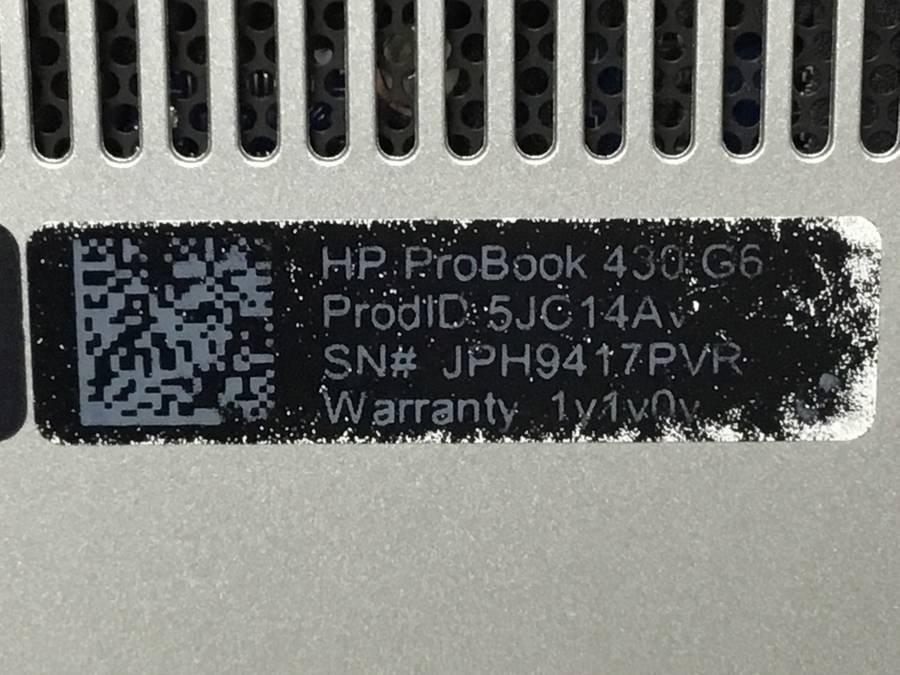 HP ProBook 430 G6
ProdID 5JC14AV
SN# JPH9417PVR
Warranty 1y1y0y